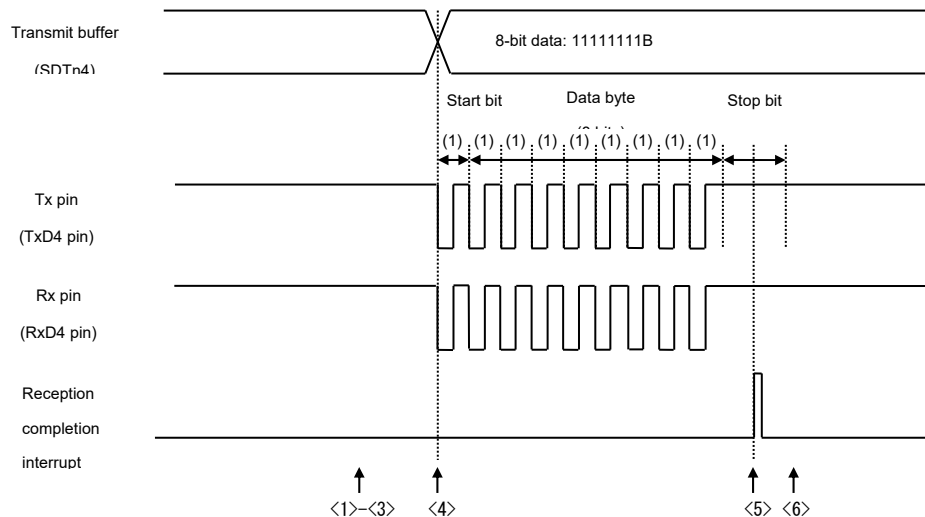 Transmit buffer
(SDTn4)
8-bit data: 11111111B
Start bit
Data byte
Stop bit
(1) (1) (1) (1) (1) (1) (1) (1) (1)
Tx pin
(TxD4 pin)
Rx pin
(RxD4 pin)
Reception
completion
interrupt
<1>-<3> <4> <5> <6>